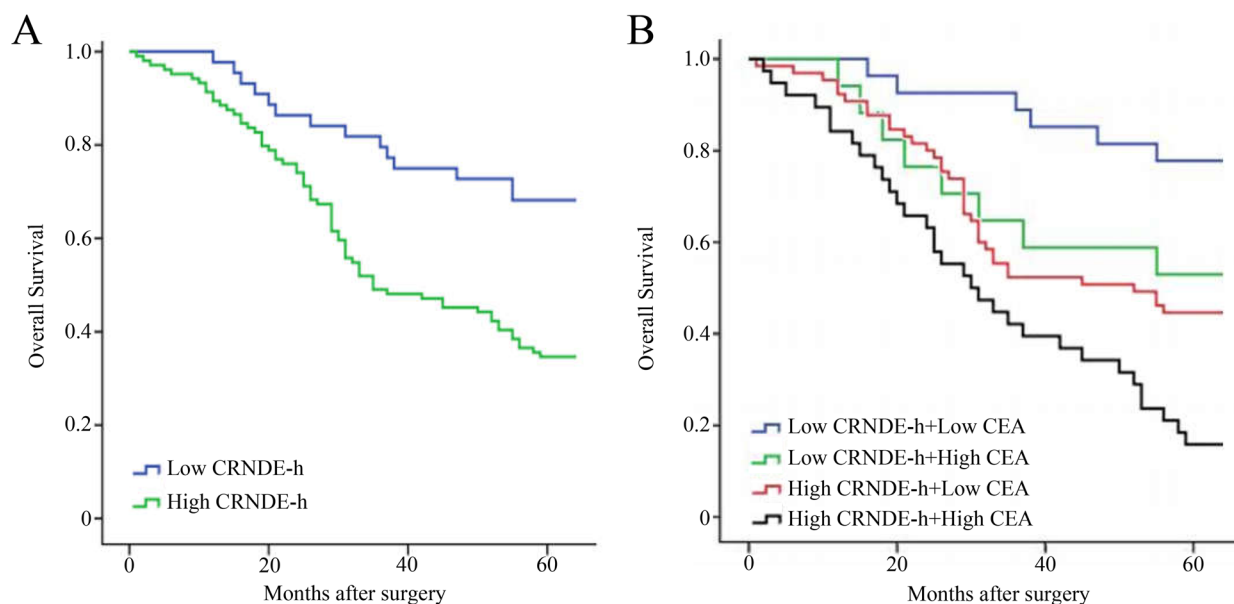 A
1.0
0.8
0.6
0.4
0.2
0
Overall Survival
Low CRNDE-h
High CRNDE-h
0 20 40 60
Months after surgery
B
1.0
0.8
0.6
0.4
0.2
0
Overall Survival
Low CRNDE-h+Low CEA
Low CRNDE-h+High CEA
High CRNDE-h+Low CEA
High CRNDE-h+High CEA
0 20 40 60
Months after surgery